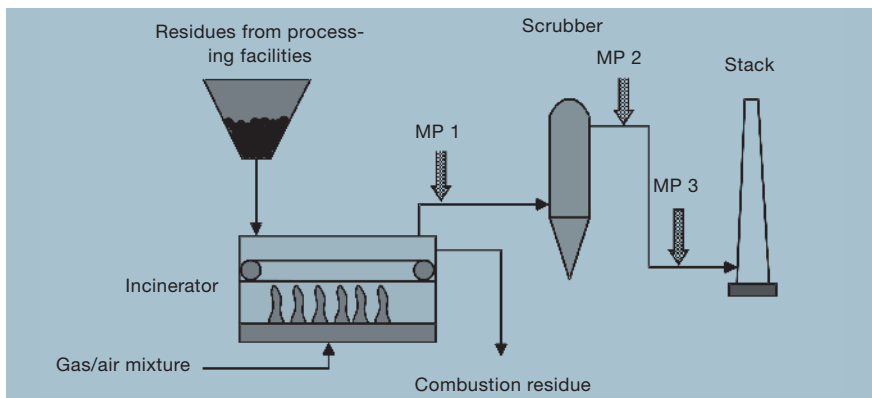 Residues from process-
ing facilities
Scrubber
MP 2
Stack
MP 1
MP 3
Incinerator
Gas/air mixture
Combustion residue